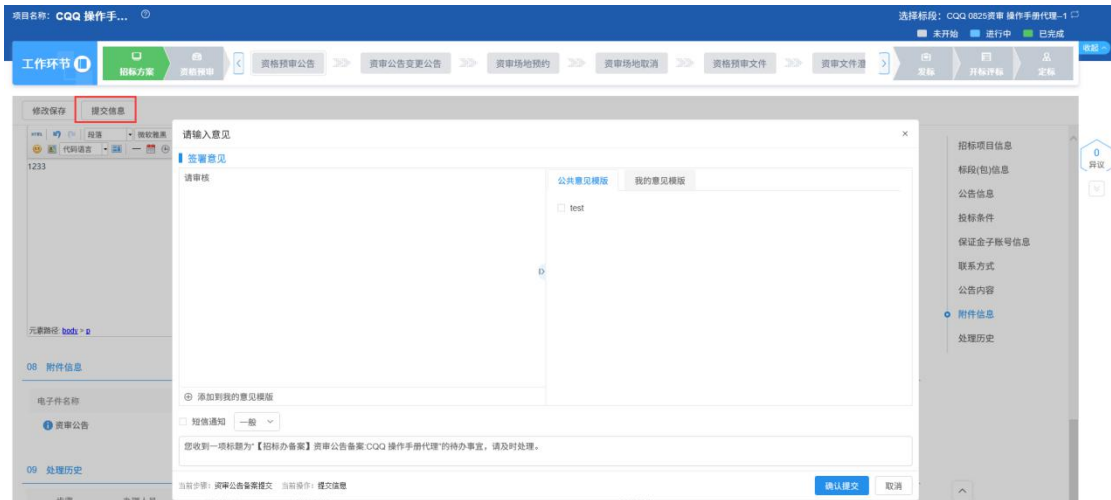 项目名称: CQQ 操作手... ?
选择标段: CQQ 0825资审 操作手册代理--1
未开始 进行中 已完成
工作环节
招标方案
资格预审
资格预审公告
资审公告变更公告
资审场地预约
资审场地取消
资格预审文件
资审文件澄
发标
开标评标
定标
收起
修改保存
提交信息
HTML
段落
微软雅黑
代码语言
1233
元素路径: body > p
08 附件信息
电子件名称
资审公告
09 处理历史
请输入意见
签署意见
请审核
公共意见模版
我的意见模版
test
添加到我的意见模版
短信通知 一般
您收到一项标题为"【招标办备案】资审公告备案:CQQ 操作手册代理"的待办事宜，请及时处理。
当前步骤: 资审公告备案提交 当前操作: 提交信息
确认提交
取消
招标项目信息
标段(包)信息
公告信息
投标条件
保证金子账号信息
联系方式
公告内容
附件信息
处理历史
0
异议